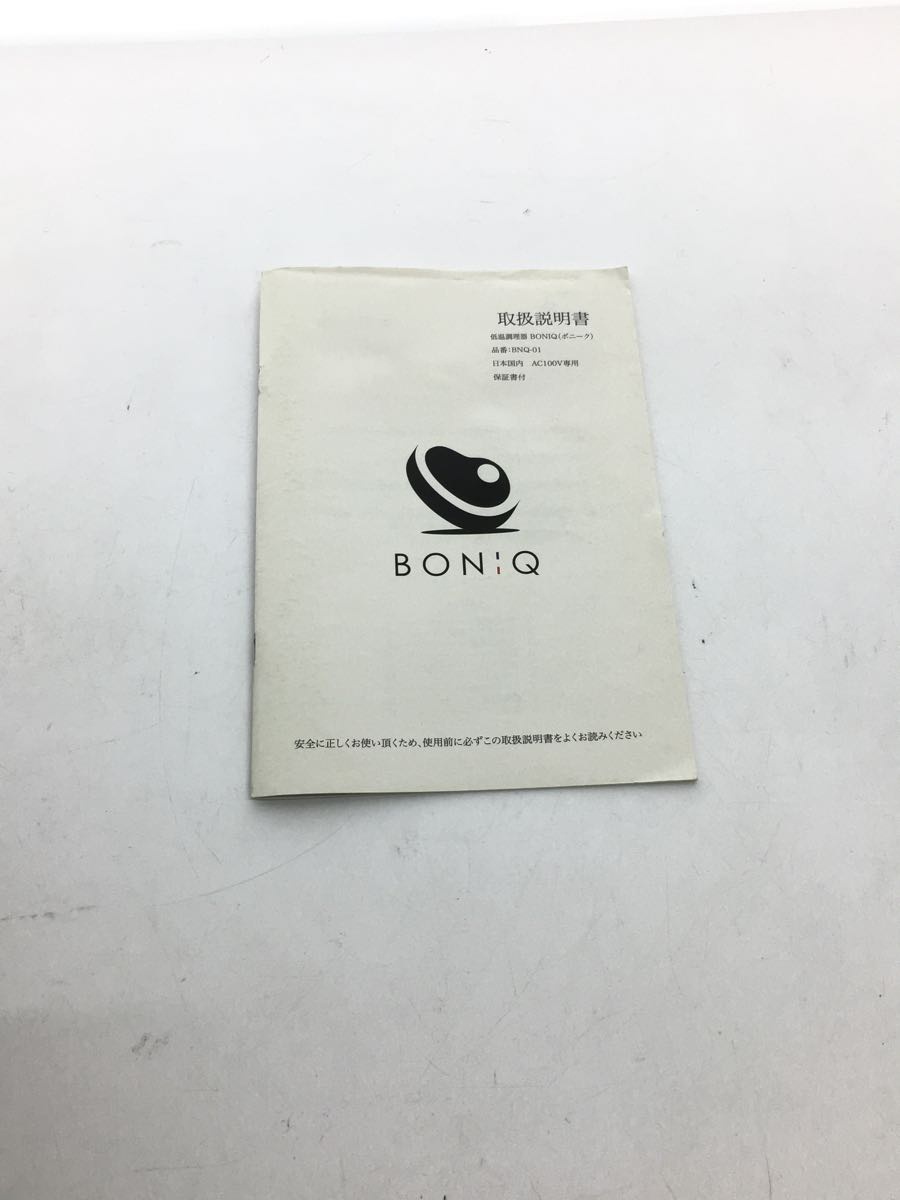 取扱説明書
低温調理器 BONIQ(ボニーク)
品番:BNQ-01
日本国内　AC100V専用
保証書付
BONIQ
安全に正しくお使い頂くため、使用前に必ずこの取扱説明書をよくお読みください